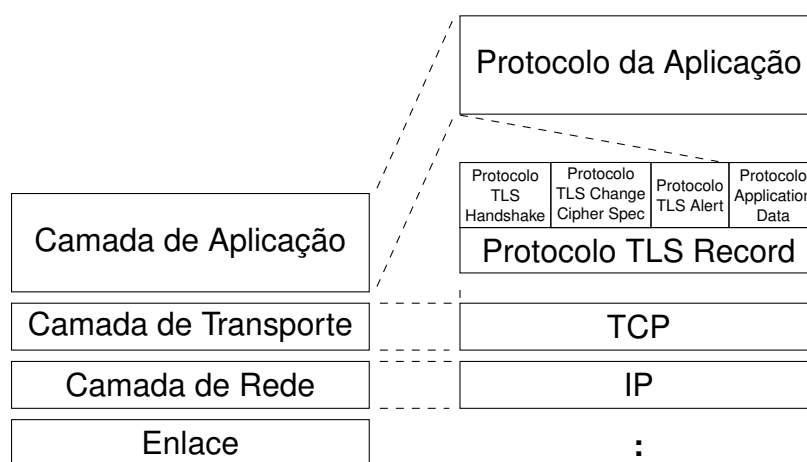 Protocolo da Aplicação
Protocolo
TLS
Handshake
Protocolo
TLS Change
Cipher Spec
Protocolo
TLS Alert
Protocolo
Application
Data
Camada de Aplicação
Protocolo TLS Record
Camada de Transporte
TCP
Camada de Rede
IP
Enlace
: